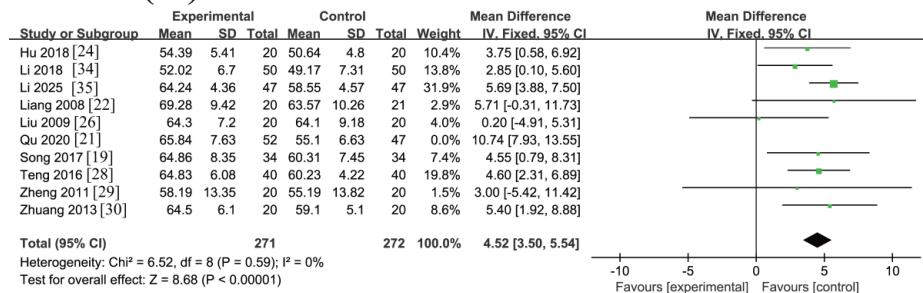 Experimental Control Mean Difference Mean Difference
Study or Subgroup Mean SD Total Mean SD Total Weight IV. Fixed. 95% CI IV. Fixed. 95% CI
Hu 2018 [24] 54.39 5.41 20 50.64 4.8 20 10.4% 3.75 [0.58, 6.92]
Li 2018 [34] 52.02 6.7 50 49.17 7.31 50 13.8% 2.85 [0.10, 5.60]
Li 2025 [35] 64.24 4.36 47 58.55 4.57 47 31.9% 5.69 [3.88, 7.50]
Liang 2008 [22] 69.28 9.42 20 63.57 10.26 21 2.9% 5.71 [-0.31, 11.73]
Liu 2009 [26] 64.3 7.2 20 64.1 9.18 20 4.0% 0.20 [-4.91, 5.31]
Qu 2020 [21] 65.84 7.63 52 55.1 6.63 47 0.0% 10.74 [7.93, 13.55]
Song 2017 [19] 64.86 8.35 34 60.31 7.45 34 7.4% 4.55 [0.79, 8.31]
Teng 2016 [28] 64.83 6.08 40 60.23 4.22 40 19.8% 4.60 [2.31, 6.89]
Zheng 2011 [29] 58.19 13.35 20 55.19 13.82 20 1.5% 3.00 [-5.42, 11.42]
Zhuang 2013 [30] 64.5 6.1 20 59.1 5.1 20 8.6% 5.40 [1.92, 8.88]
Total (95% CI) 271 272 100.0% 4.52 [3.50, 5.54]
Heterogeneity: Chi² = 6.52, df = 8 (P = 0.59); I² = 0%
Test for overall effect: Z = 8.68 (P < 0.00001)
-10 -5 0 5 10
Favours [experimental] Favours [control]